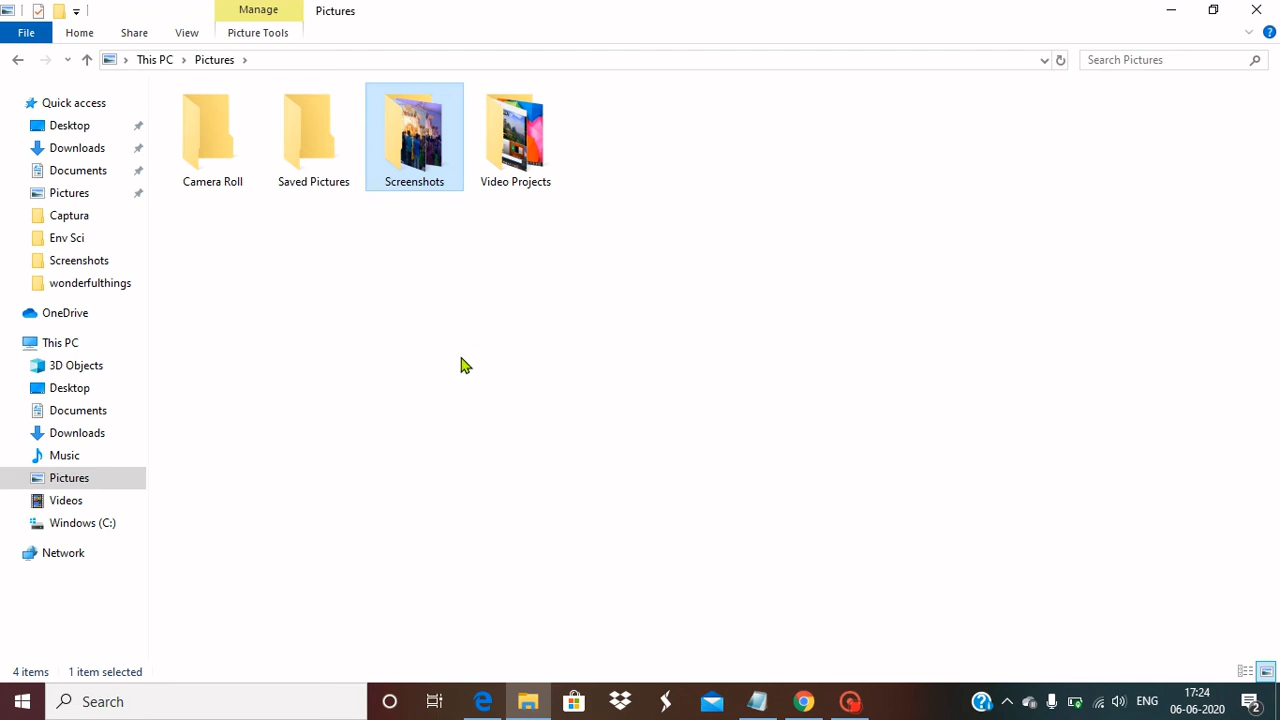 Manage
Pictures
File
Home
Share
View
Picture Tools
This PC
Pictures
Search Pictures
Quick access
Desktop
Downloads
Documents
Pictures
Captura
Env Sci
Screenshots
wonderfulthings
OneDrive
This PC
3D Objects
Desktop
Documents
Downloads
Music
Pictures
Videos
Windows (C:)
Network
Camera Roll
Saved Pictures
Screenshots
Video Projects
4 items
1 item selected
Search
ENG
17:24
06-06-2020
2